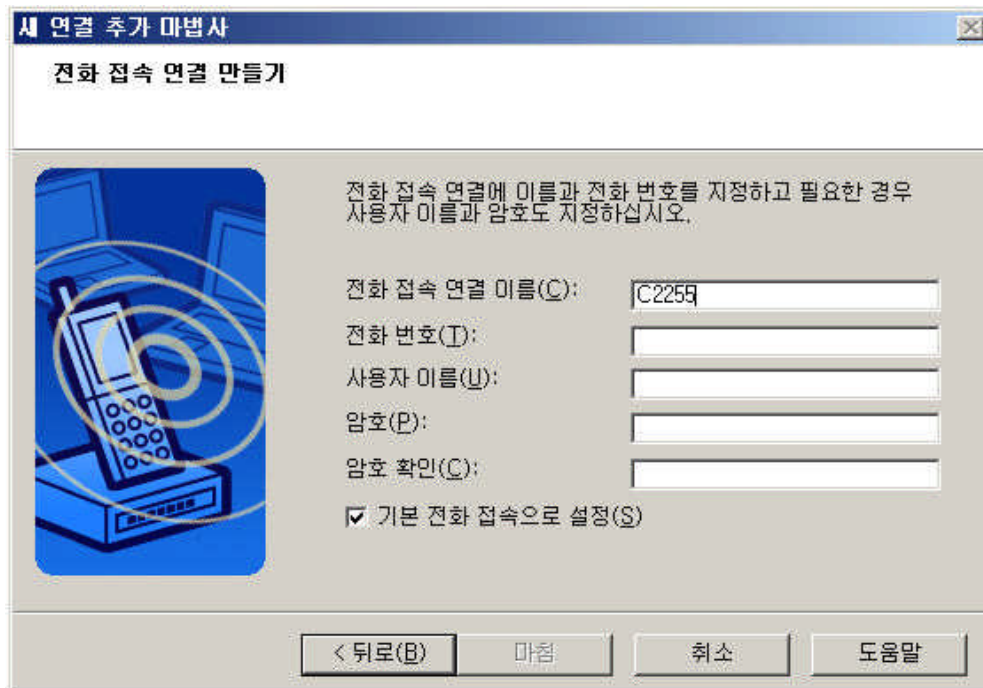 새 연결 추가 마법사
전화 접속 연결 만들기
전화 접속 연결에 이름과 전화 번호를 지정하고 필요한 경우
사용자 이름과 암호도 지정하십시오.
전화 접속 연결 이름(C): C2255
전화 번호(T):
사용자 이름(U):
암호(P):
암호 확인(C):
기본 전화 접속으로 설정(S)
< 뒤로(B) 마침 취소 도움말